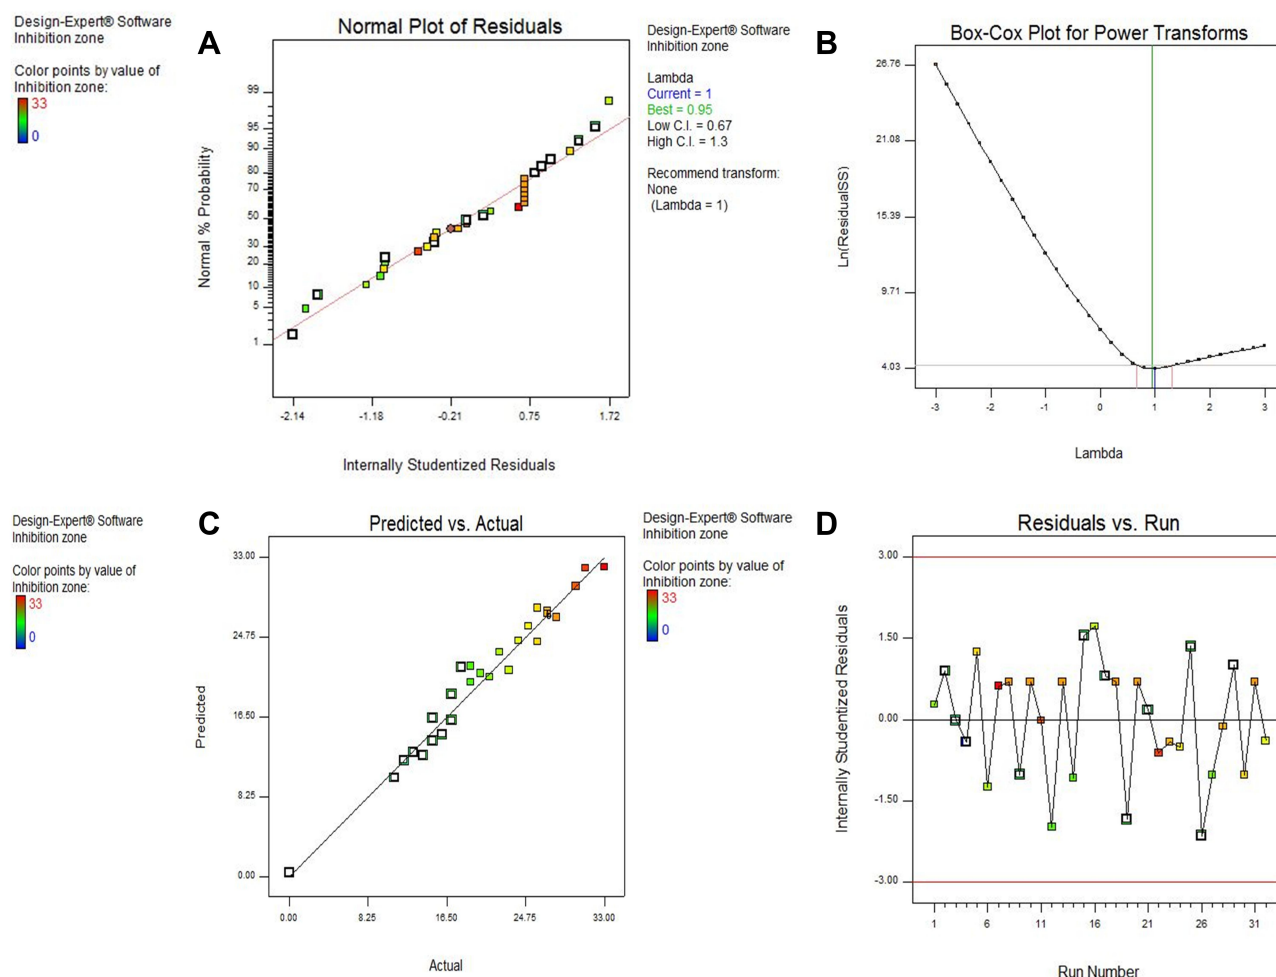 Design-Expert® Software
Inhibition zone
Color points by value of
Inhibition zone:
33
0
A
Normal Plot of Residuals
Normal % Probability
99
95
90
80
70
50
30
20
10
5
1
-2.14
-1.18
-0.21
0.75
1.72
Internally Studentized Residuals
Design-Expert® Software
Inhibition zone
Lambda
Current = 1
Best = 0.95
Low C.I. = 0.67
High C.I. = 1.3
Recommend transform:
None
(Lambda = 1)
B
Box-Cox Plot for Power Transforms
Ln(ResidualSS)
26.76
21.08
15.39
9.71
4.03
-3
-2
-1
0
1
2
3
Lambda
Design-Expert® Software
Inhibition zone
Color points by value of
Inhibition zone:
33
0
C
Predicted vs. Actual
Predicted
33.00
24.75
16.50
8.25
0.00
0.00
8.25
16.50
24.75
33.00
Actual
Design-Expert® Software
Inhibition zone
Color points by value of
Inhibition zone:
33
0
D
Residuals vs. Run
Internally Studentized Residuals
3.00
1.50
0.00
-1.50
-3.00
1
6
11
16
21
26
31
Run Number